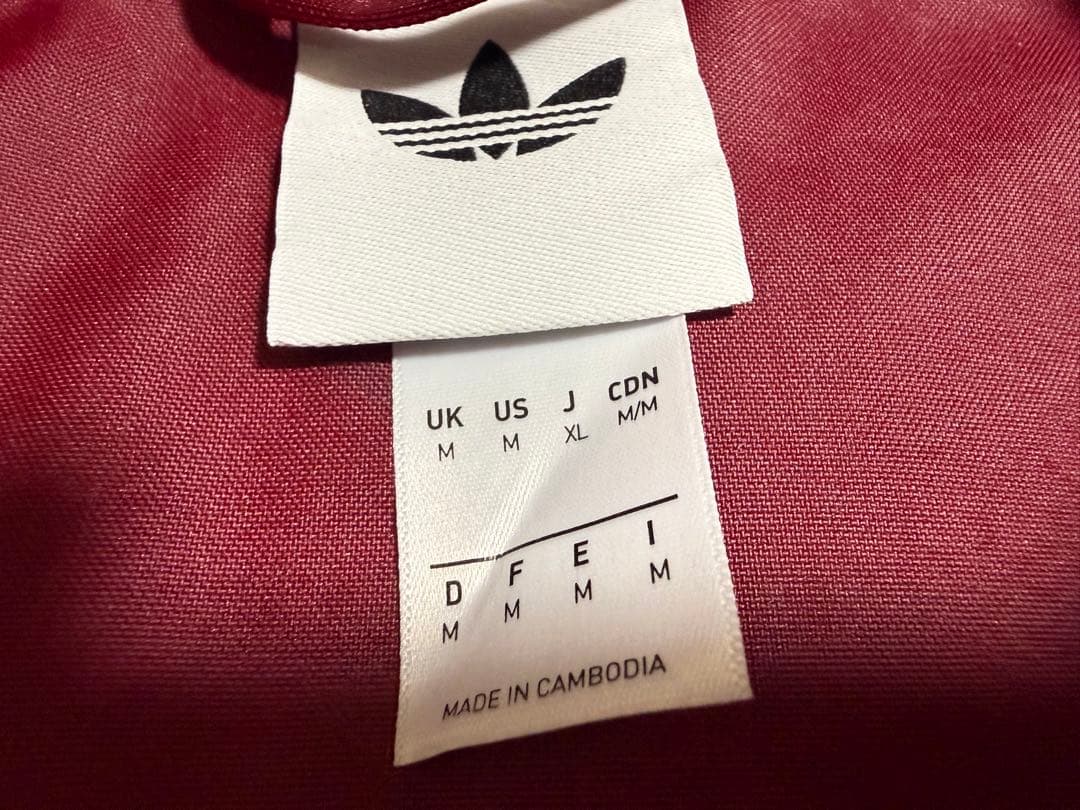 UK US J CDN
M M XL M/M
D F E I
M M M M
MADE IN CAMBODIA